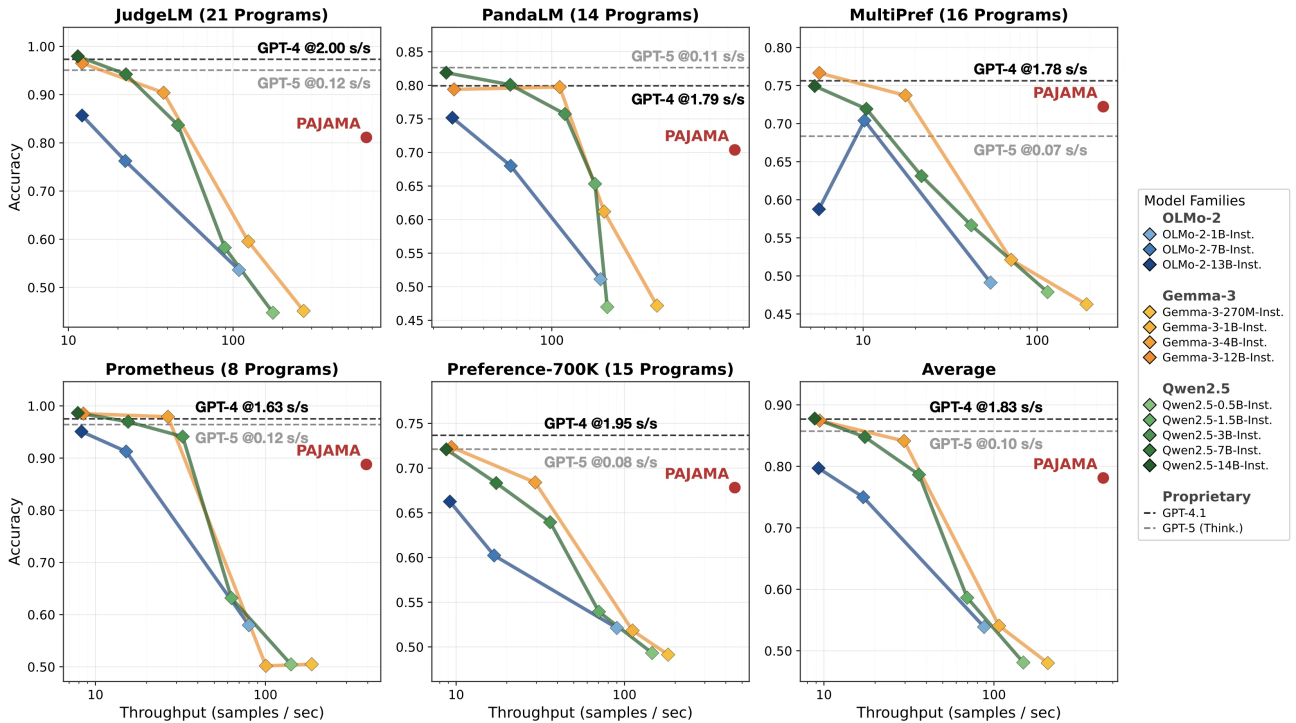 JudgeLM (21 Programs)
Accuracy
1.00
0.90
0.80
0.70
0.60
0.50
10
100
GPT-4 @2.00 s/s
GPT-5 @0.12 s/s
PAJAMA
PandaLM (14 Programs)
0.85
0.80
0.75
0.70
0.65
0.60
0.55
0.50
0.45
100
GPT-5 @0.11 s/s
GPT-4 @1.79 s/s
PAJAMA
MultiPref (16 Programs)
0.80
0.75
0.70
0.65
0.60
0.55
0.50
0.45
10
100
GPT-4 @1.78 s/s
PAJAMA
GPT-5 @0.07 s/s
Prometheus (8 Programs)
Accuracy
1.00
0.90
0.80
0.70
0.60
0.50
10
100
Throughput (samples / sec)
GPT-4 @1.63 s/s
GPT-5 @0.12 s/s
PAJAMA
Preference-700K (15 Programs)
0.75
0.70
0.65
0.60
0.55
0.50
10
100
Throughput (samples / sec)
GPT-4 @1.95 s/s
GPT-5 @0.08 s/s
PAJAMA
Average
0.90
0.80
0.70
0.60
0.50
10
100
Throughput (samples / sec)
GPT-4 @1.83 s/s
GPT-5 @0.10 s/s
PAJAMA
Model Families
OLMo-2
OLMo-2-1B-Inst.
OLMo-2-7B-Inst.
OLMo-2-13B-Inst.
Gemma-3
Gemma-3-270M-Inst.
Gemma-3-1B-Inst.
Gemma-3-4B-Inst.
Gemma-3-12B-Inst.
Qwen2.5
Qwen2.5-0.5B-Inst.
Qwen2.5-1.5B-Inst.
Qwen2.5-3B-Inst.
Qwen2.5-7B-Inst.
Qwen2.5-14B-Inst.
Proprietary
GPT-4.1
GPT-5 (Think.)